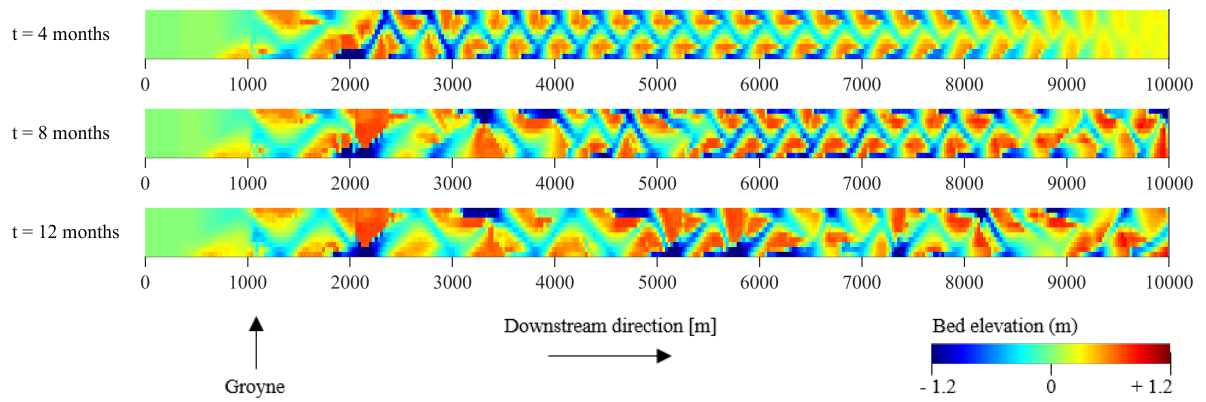 t = 4 months
0 1000 2000 3000 4000 5000 6000 7000 8000 9000 10000
t = 8 months
0 1000 2000 3000 4000 5000 6000 7000 8000 9000 10000
t = 12 months
0 1000 2000 3000 4000 5000 6000 7000 8000 9000 10000
Downstream direction [m]
Bed elevation (m)
Groyne
- 1.2 0 + 1.2